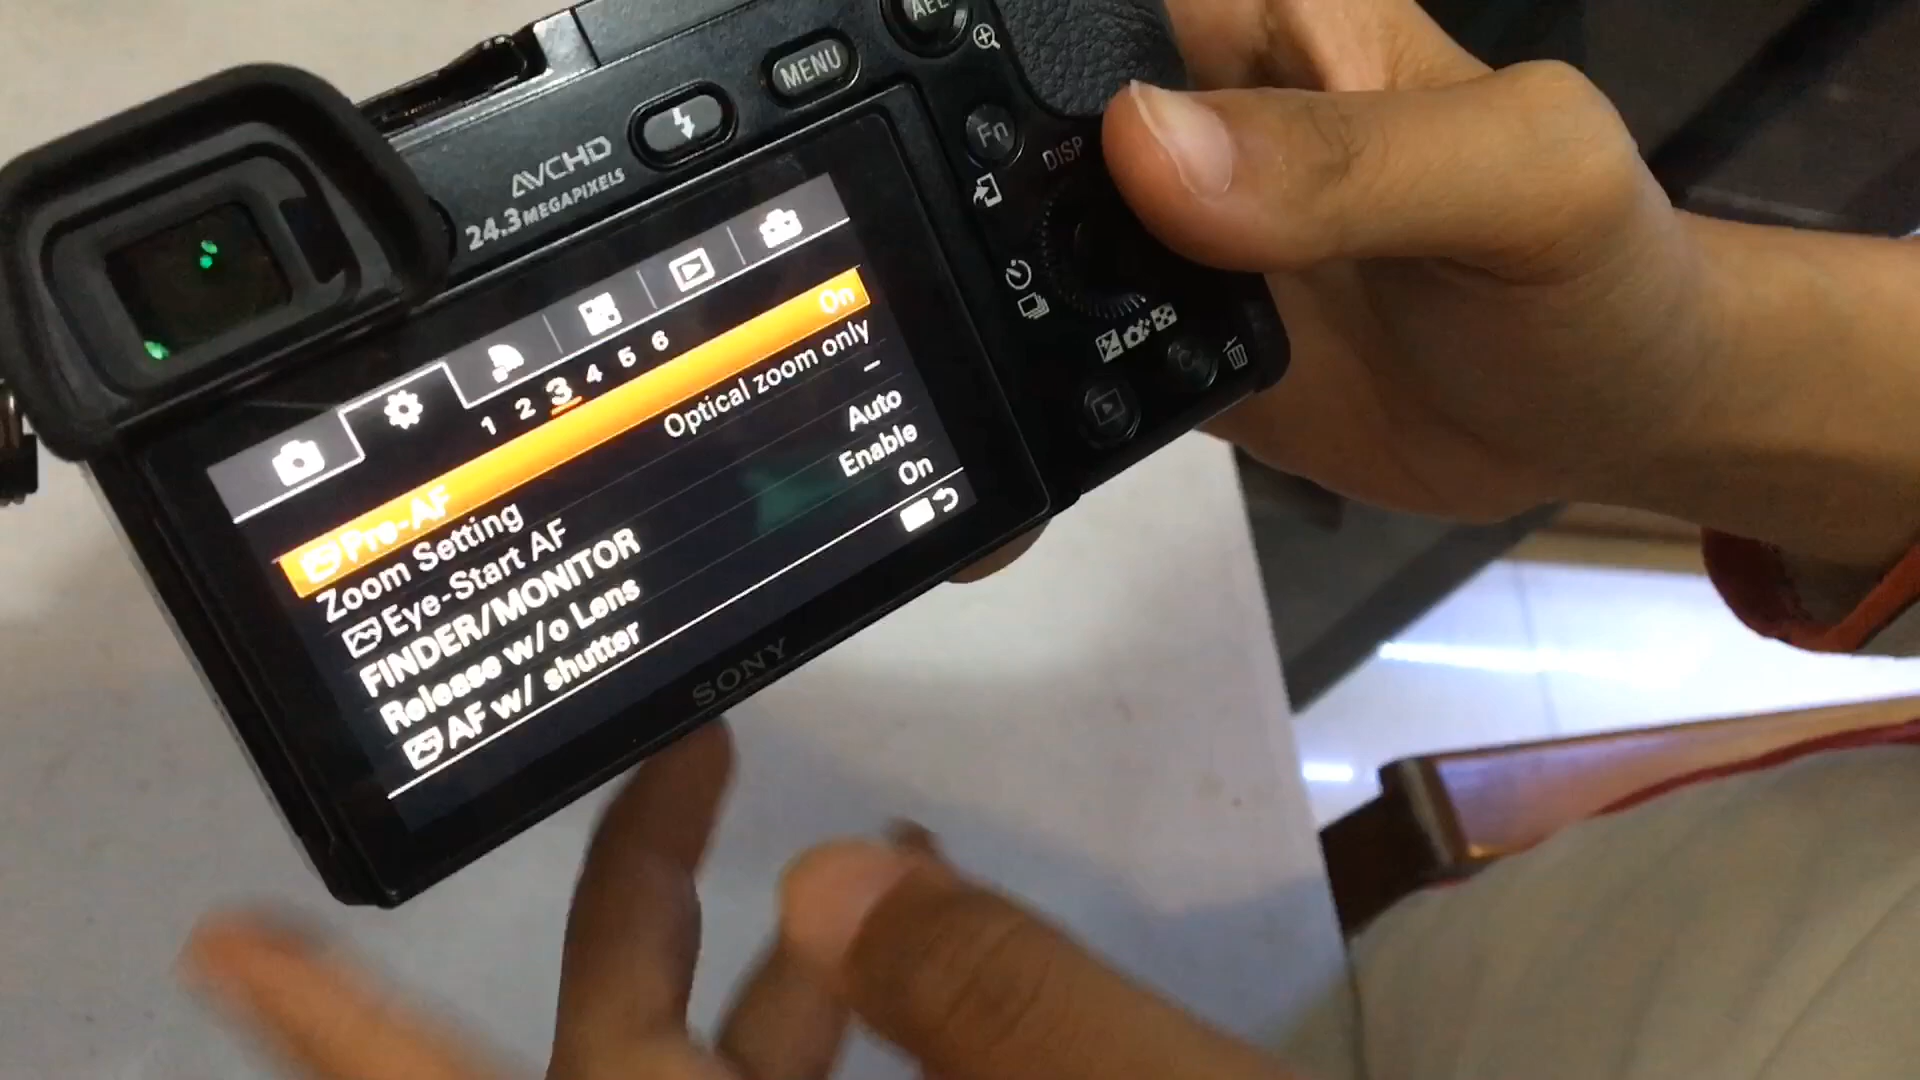 AEL
MENU
Fn
DISP
AVCHD
24.3 MEGAPIXELS
1 2 3 4 5 6
Pre-AF On
Zoom Setting Optical zoom only
Eye-Start AF –
FINDER/MONITOR Auto
Release w/o Lens Enable
AF w/ shutter On
C
SONY